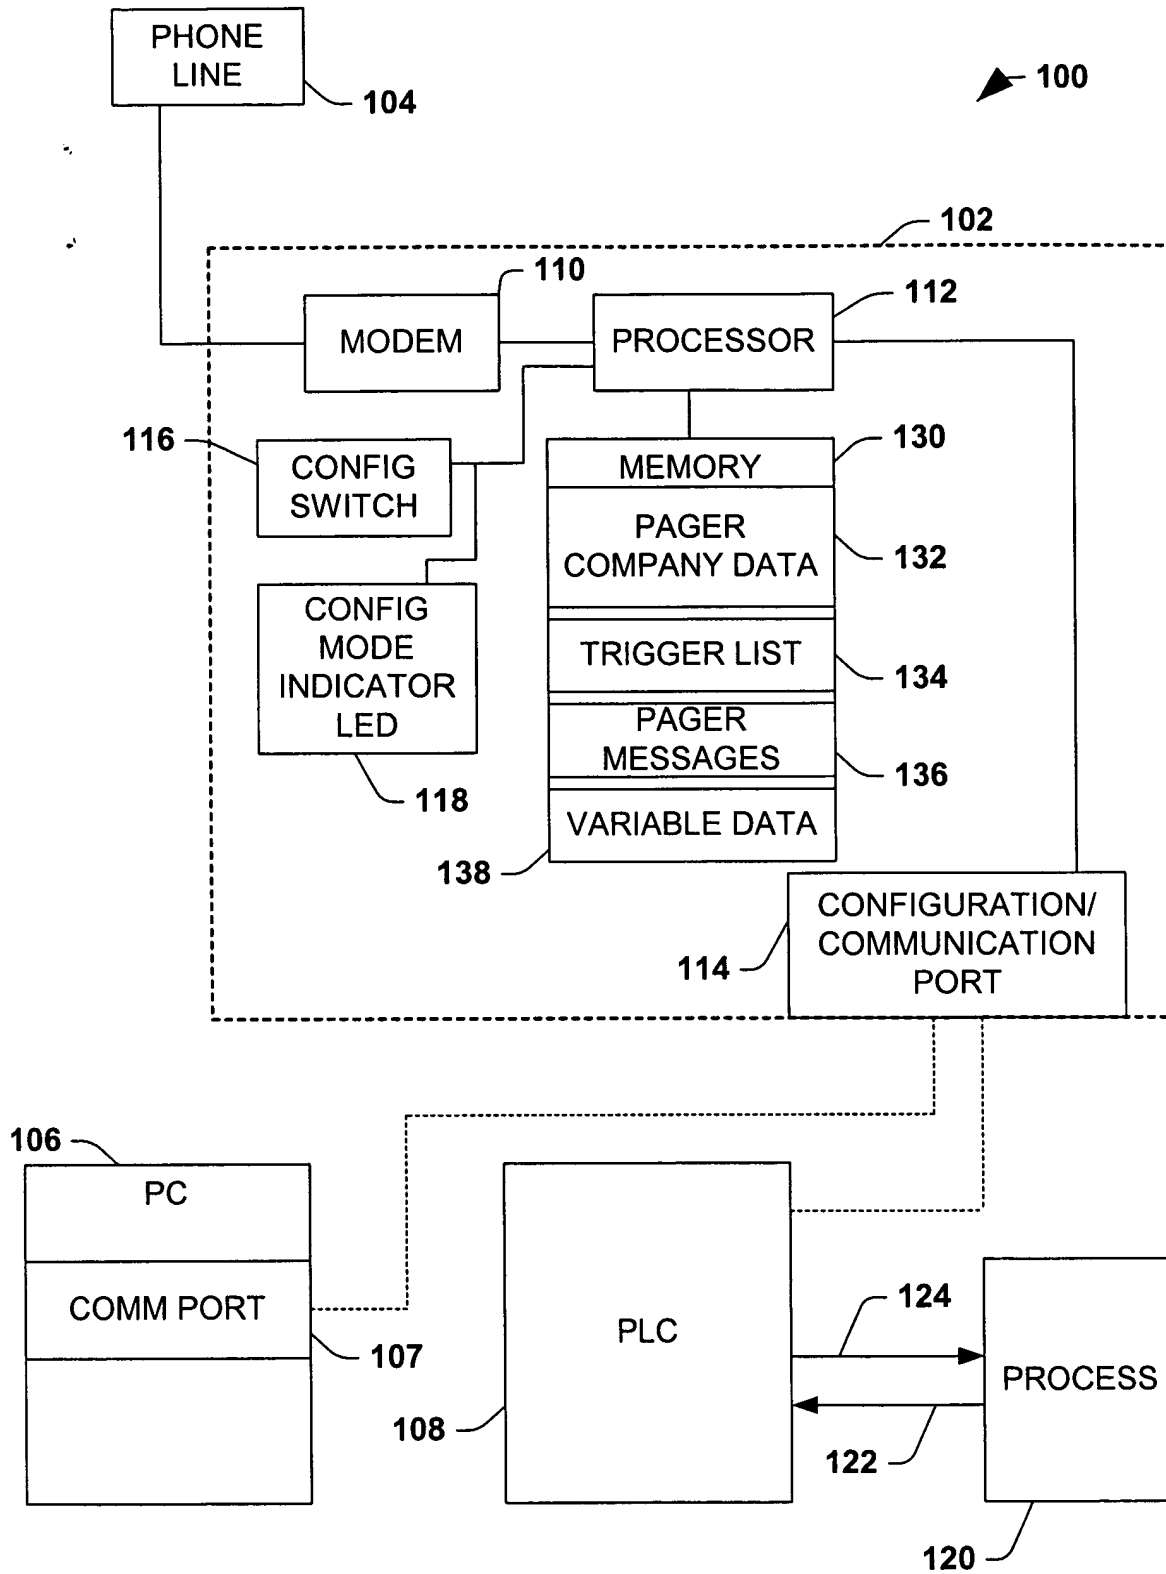 PHONE
LINE
104
100
102
110
112
MODEM
PROCESSOR
116
CONFIG
SWITCH
130
MEMORY
PAGER
COMPANY DATA
132
CONFIG
MODE
INDICATOR
LED
TRIGGER LIST
134
PAGER
MESSAGES
136
118
VARIABLE DATA
138
CONFIGURATION/
COMMUNICATION
PORT
114
106
PC
COMM PORT
107
PLC
108
124
122
PROCESS
120